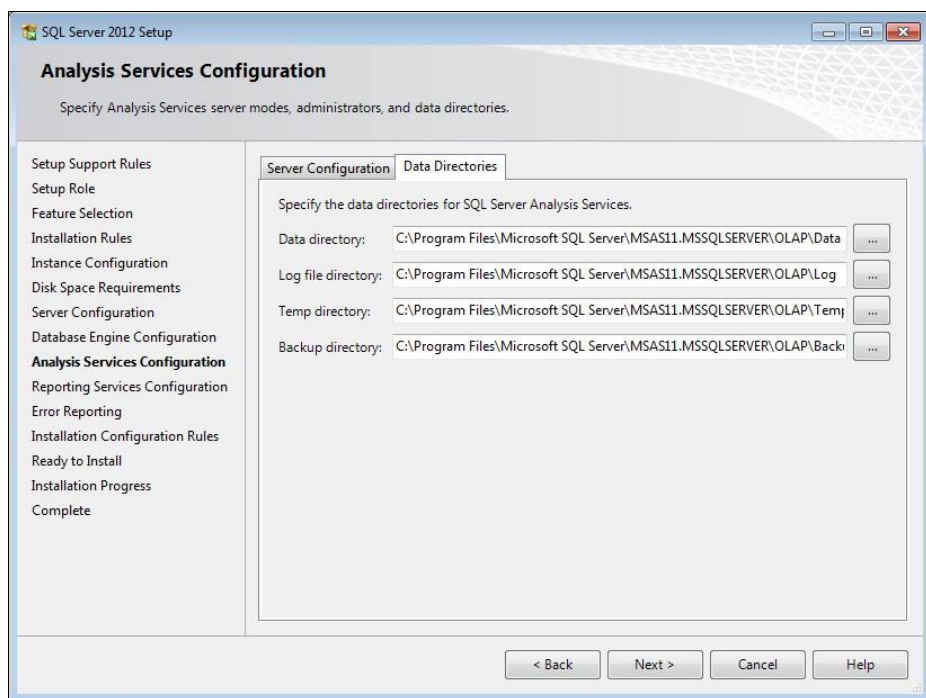 SQL Server 2012 Setup
Analysis Services Configuration
Specify Analysis Services server modes, administrators, and data directories.
Setup Support Rules
Setup Role
Feature Selection
Installation Rules
Instance Configuration
Disk Space Requirements
Server Configuration
Database Engine Configuration
Analysis Services Configuration
Reporting Services Configuration
Error Reporting
Installation Configuration Rules
Ready to Install
Installation Progress
Complete
Server Configuration Data Directories
Specify the data directories for SQL Server Analysis Services.
Data directory: C:\Program Files\Microsoft SQL Server\MSAS11.MSSQLSERVER\OLAP\Data ...
Log file directory: C:\Program Files\Microsoft SQL Server\MSAS11.MSSQLSERVER\OLAP\Log ...
Temp directory: C:\Program Files\Microsoft SQL Server\MSAS11.MSSQLSERVER\OLAP\Temp ...
Backup directory: C:\Program Files\Microsoft SQL Server\MSAS11.MSSQLSERVER\OLAP\Backu ...
< Back Next > Cancel Help